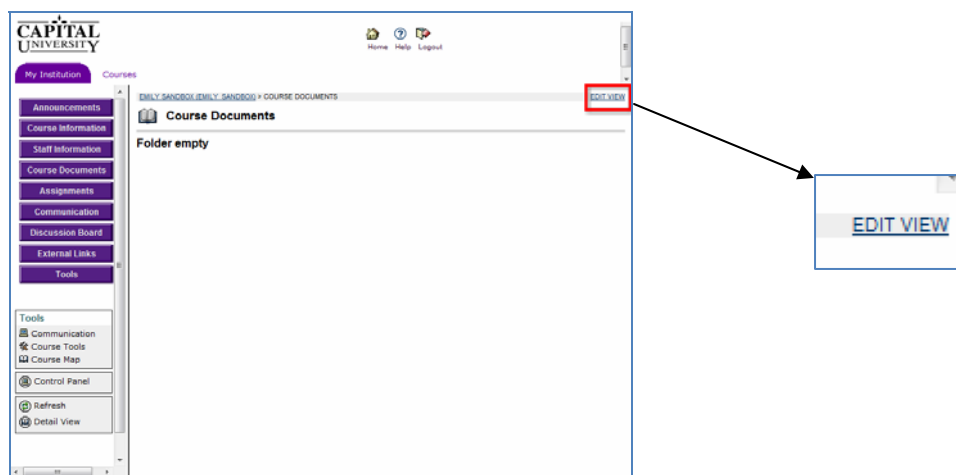 CAPITAL
UNIVERSITY
Home Help Logout
My Institution Courses
EMILY SANDBOX (EMILY_SANDBOX) > COURSE DOCUMENTS EDIT VIEW
Course Documents
Folder empty
Announcements
Course Information
Staff Information
Course Documents
Assignments
Communication
Discussion Board
External Links
Tools
Tools
Communication
Course Tools
Course Map
Control Panel
Refresh
Detail View
EDIT VIEW